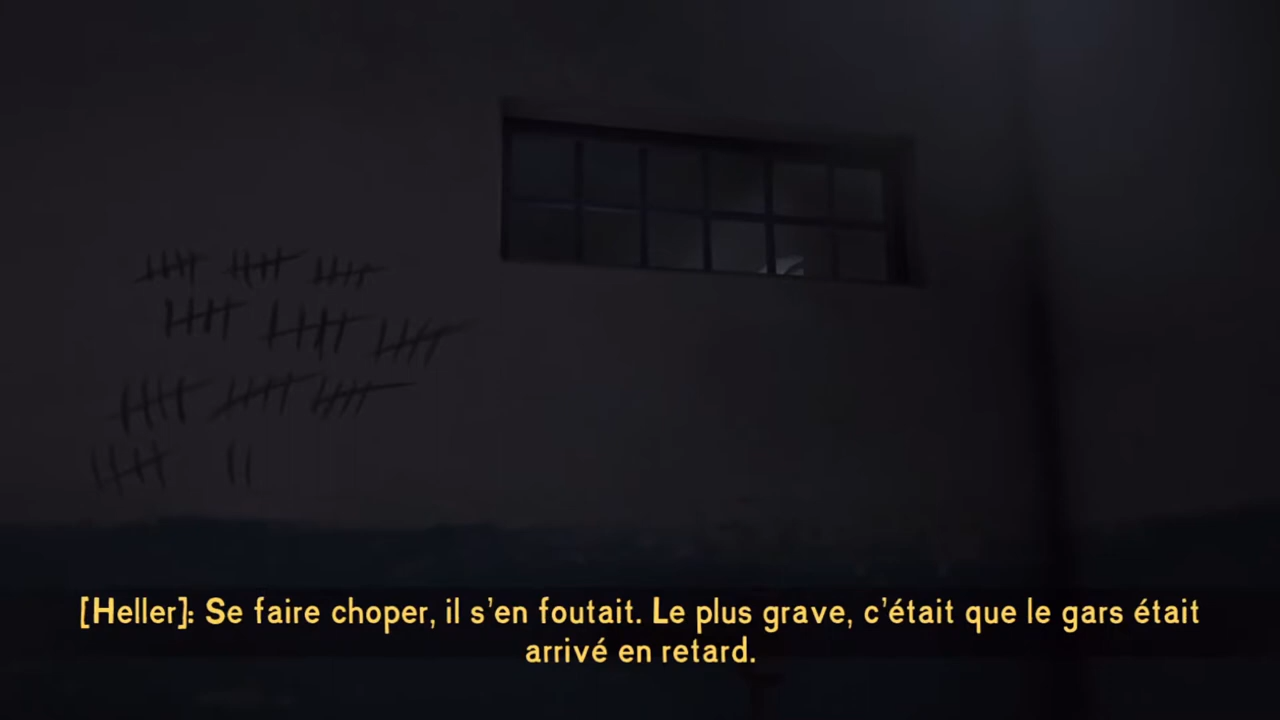 [Heller]: Se faire choper, il s'en foutait. Le plus grave, c'était que le gars était
arrivé en retard.